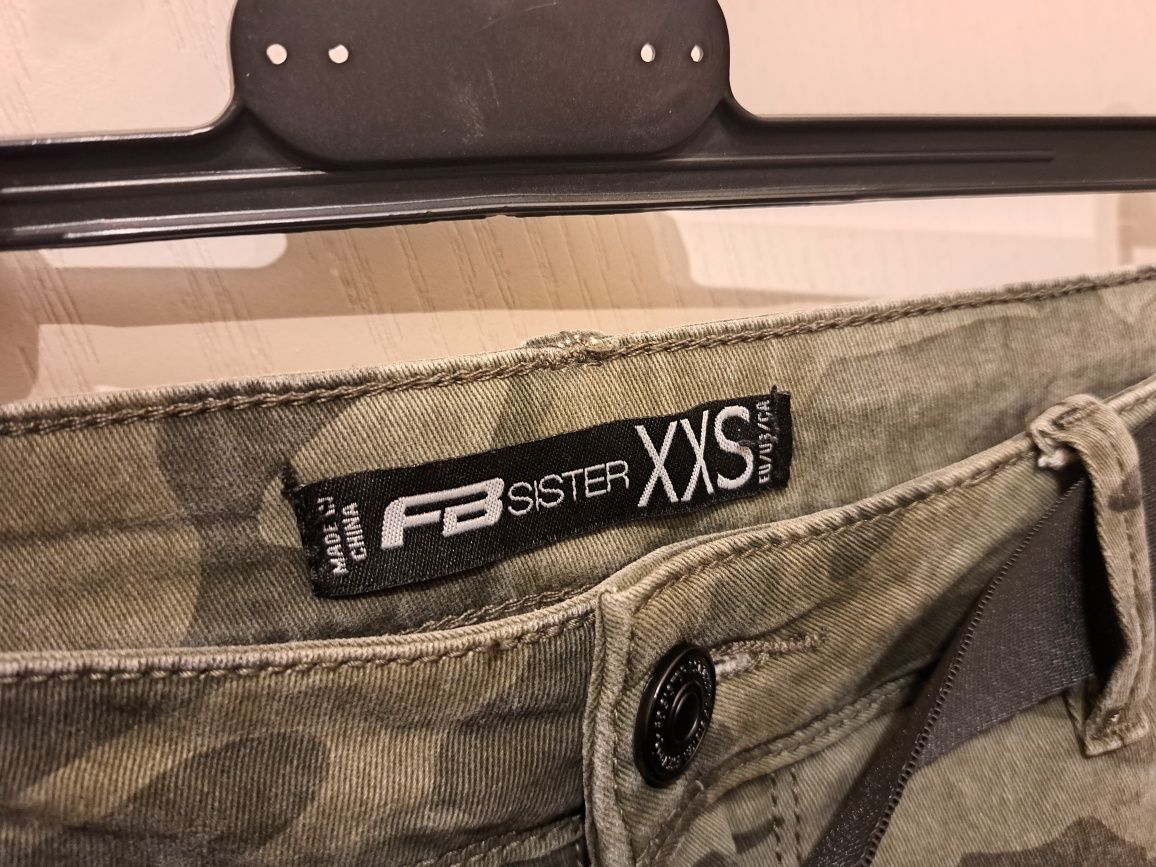 MADE IN
CHINA
FB SISTER XXS
EU/US/CA